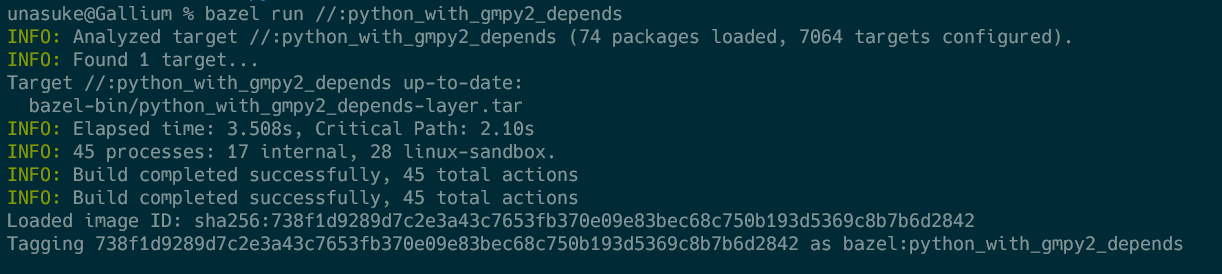 unasuke@Gallium % bazel run //:python_with_gmpy2_depends
INFO: Analyzed target //:python_with_gmpy2_depends (74 packages loaded, 7064 targets configured).
INFO: Found 1 target...
Target //:python_with_gmpy2_depends up-to-date:
  bazel-bin/python_with_gmpy2_depends-layer.tar
INFO: Elapsed time: 3.508s, Critical Path: 2.10s
INFO: 45 processes: 17 internal, 28 linux-sandbox.
INFO: Build completed successfully, 45 total actions
INFO: Build completed successfully, 45 total actions
Loaded image ID: sha256:738f1d9289d7c2e3a43c7653fb370e09e83bec68c750b193d5369c8b7b6d2842
Tagging 738f1d9289d7c2e3a43c7653fb370e09e83bec68c750b193d5369c8b7b6d2842 as bazel:python_with_gmpy2_depends